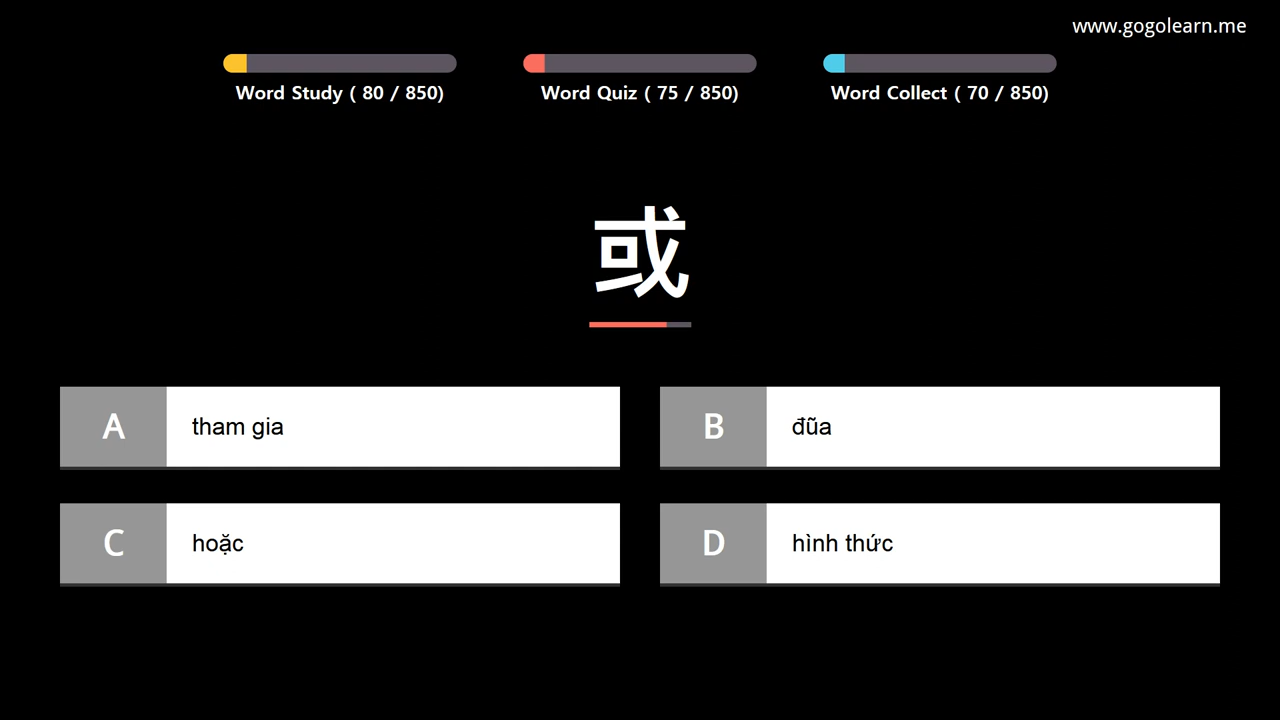 www.gogolearn.me
Word Study ( 80 / 850)
Word Quiz ( 75 / 850)
Word Collect ( 70 / 850)
或
A
tham gia
B
đũa
C
hoặc
D
hình thức